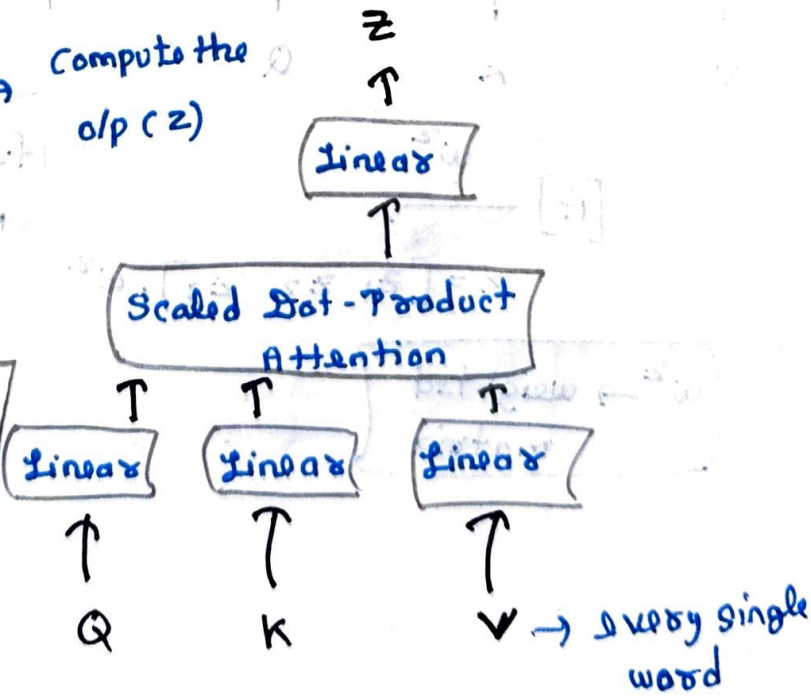 Compute the
o/p (z)
Z
Linear
Scaled Dot-Product
Attention
Linear Linear Linear
Q K V → every single
word